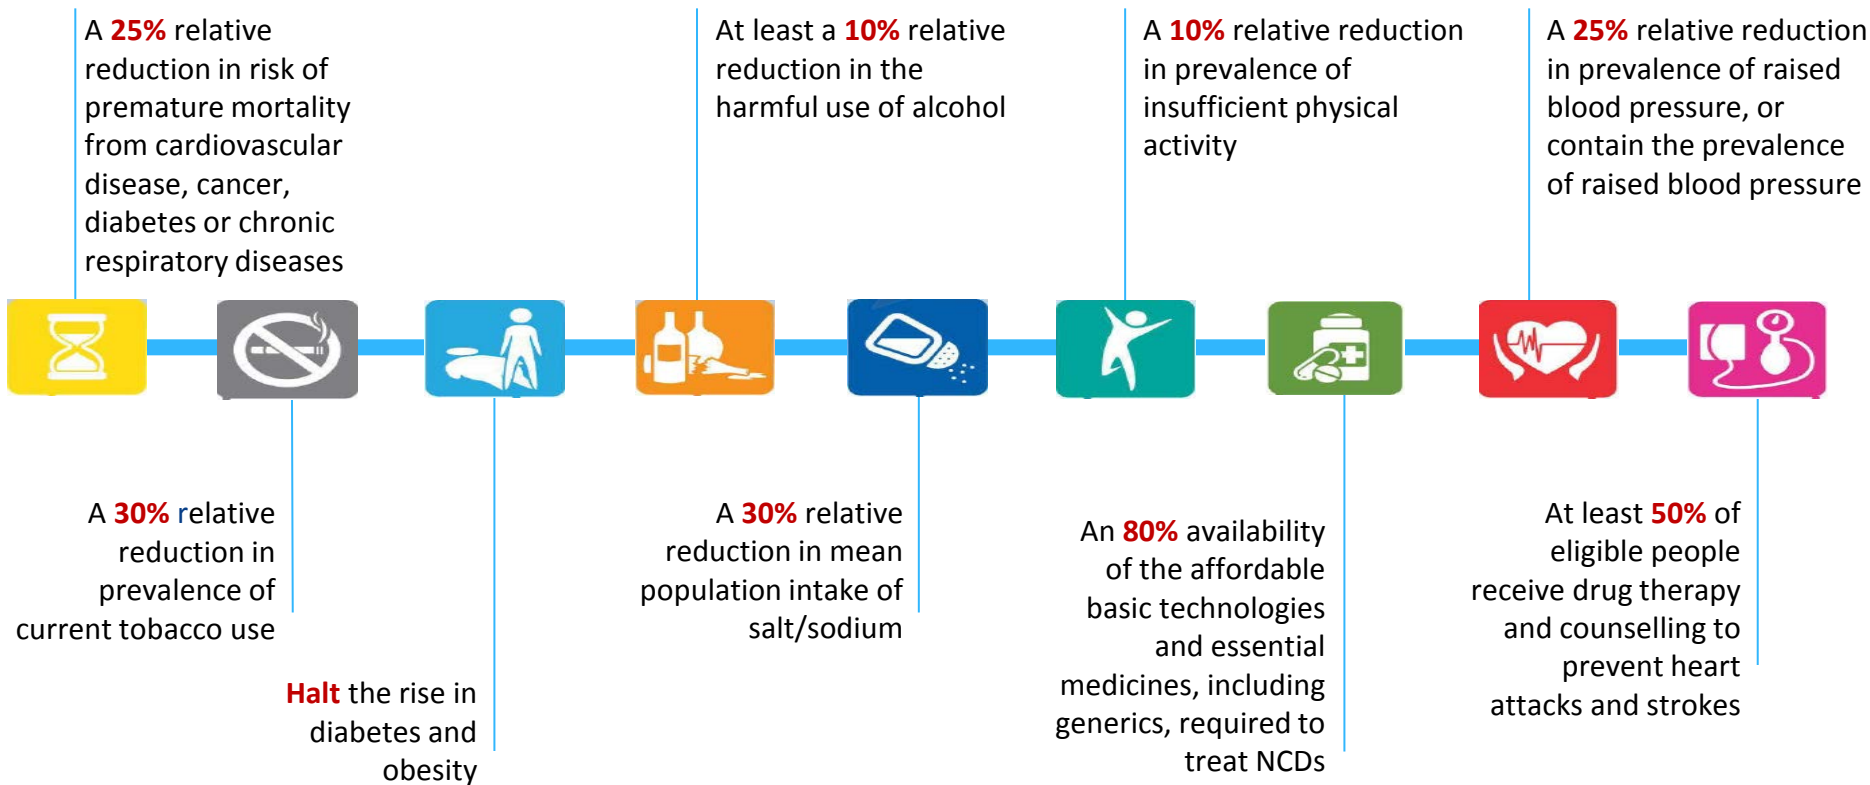 A 25% relative
reduction in risk of
premature mortality
from cardiovascular
disease, cancer,
diabetes or chronic
respiratory diseases
At least a 10% relative
reduction in the
harmful use of alcohol
A 10% relative reduction
in prevalence of
insufficient physical
activity
A 25% relative reduction
in prevalence of raised
blood pressure, or
contain the prevalence
of raised blood pressure
A 30% relative
reduction in
prevalence of
current tobacco use
Halt the rise in
diabetes and
obesity
A 30% relative
reduction in mean
population intake of
salt/sodium
An 80% availability
of the affordable
basic technologies
and essential
medicines, including
generics, required to
treat NCDs
At least 50% of
eligible people
receive drug therapy
and counselling to
prevent heart
attacks and strokes